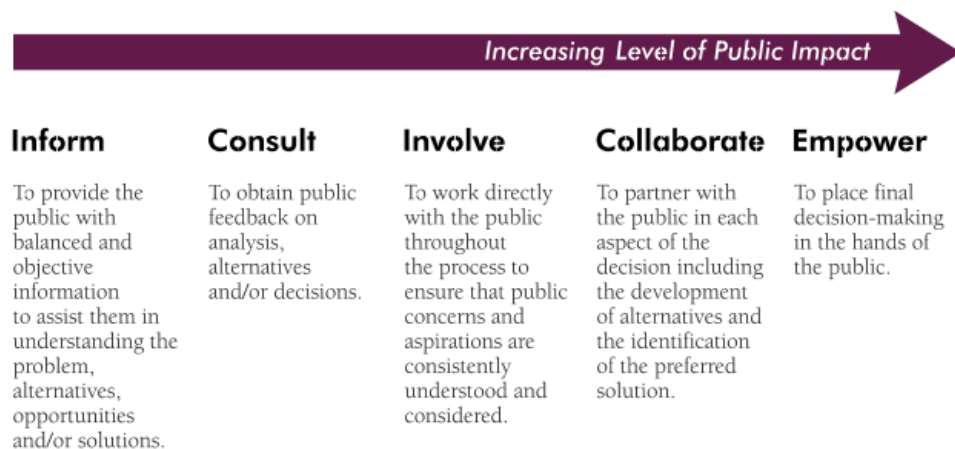 Increasing Level of Public Impact
Inform
To provide the
public with
balanced and
objective
information
to assist them in
understanding the
problem,
alternatives,
opportunities
and/or solutions.
Consult
To obtain public
feedback on
analysis,
alternatives
and/or decisions.
Involve
To work directly
with the public
throughout
the process to
ensure that public
concerns and
aspirations are
consistently
understood and
considered.
Collaborate
To partner with
the public in each
aspect of the
decision including
the development
of alternatives and
the identification
of the preferred
solution.
Empower
To place final
decision-making
in the hands of
the public.